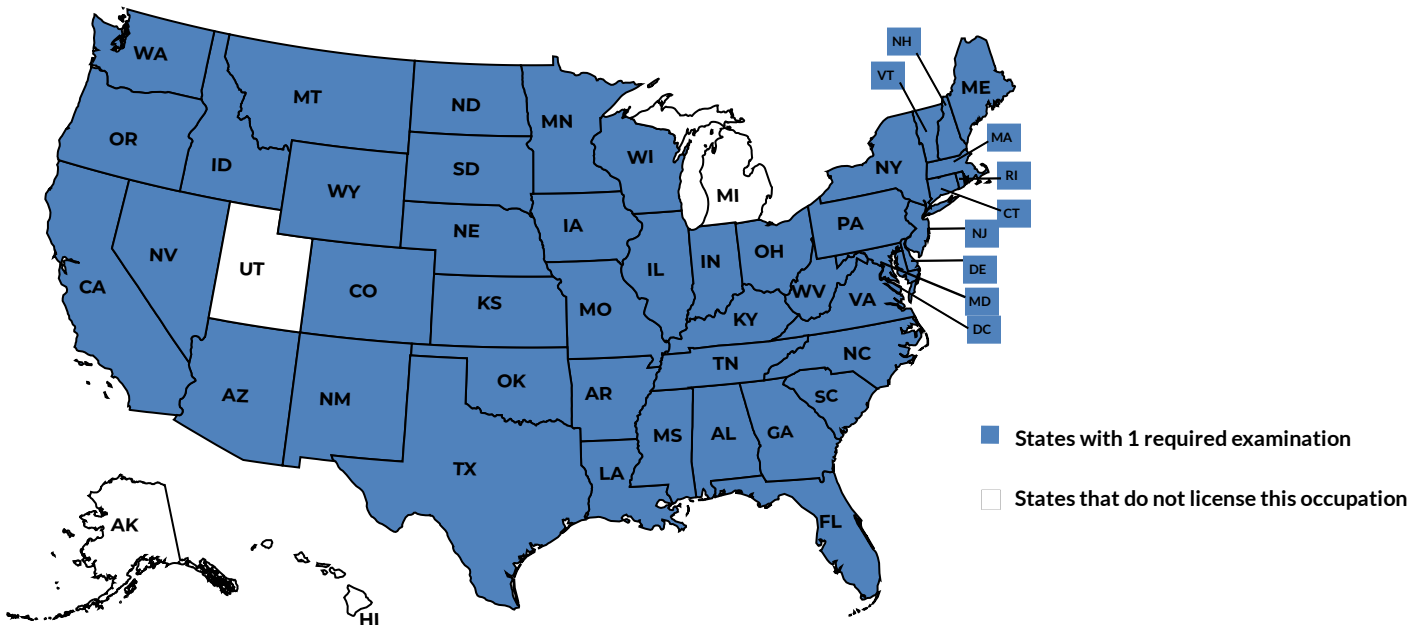 WA
MT
ND
MN
OR
ID
SD
WI
WY
MI
NY
NH
VT
ME
MA
RI
CT
NJ
DE
MD
DC
CA
NV
UT
CO
NE
IA
IL
IN
OH
PA
KS
MO
WV
VA
KY
AZ
NM
OK
AR
TN
NC
SC
MS
AL
GA
TX
LA
FL
AK
HI
States with 1 required examination
States that do not license this occupation